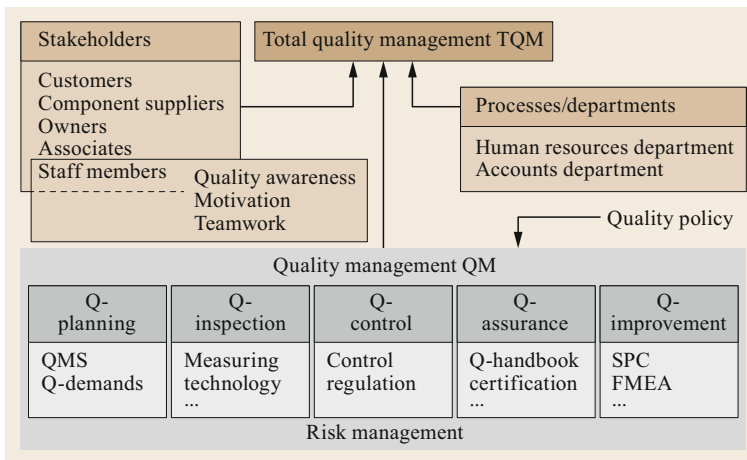 Stakeholders
Customers
Component suppliers
Owners
Associates
Staff members
Quality awareness
Motivation
Teamwork
Total quality management TQM
Processes/departments
Human resources department
Accounts department
Quality policy
Quality management QM
Q-
planning
QMS
Q-demands
Q-
inspection
Measuring
technology
...
Q-
control
Control
regulation
Q-
assurance
Q-handbook
certification
...
Q-
improvement
SPC
FMEA
...
Risk management